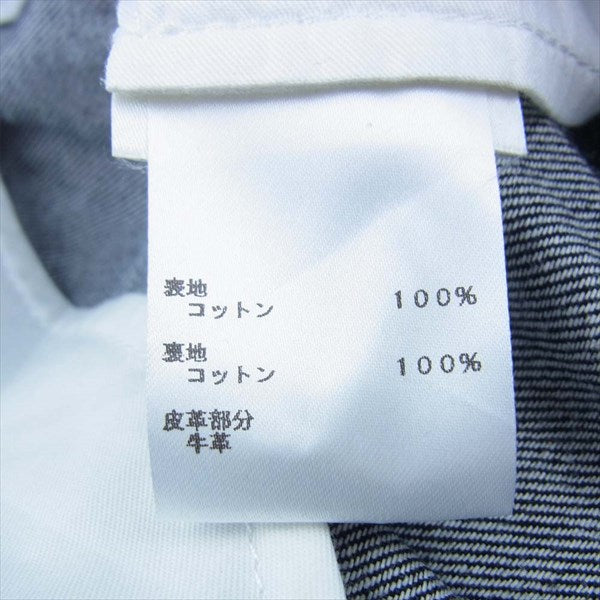 表地
コットン 100%
裏地
コットン 100%
皮革部分
牛革